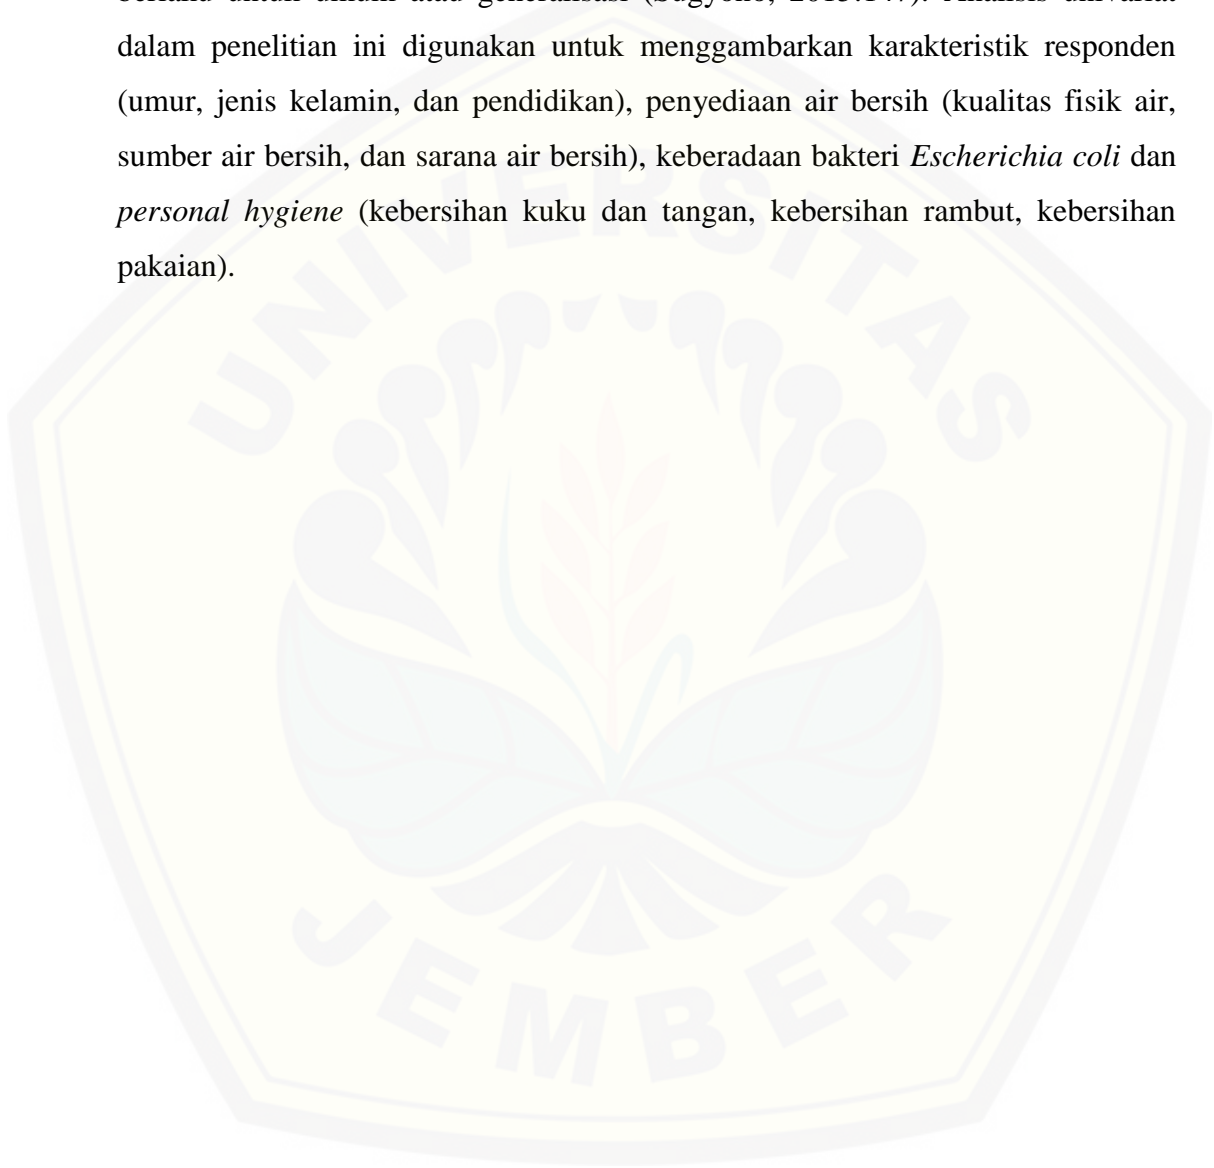 dalam penelitian ini digunakan untuk menggambarkan karakteristik responden
(umur, jenis kelamin, dan pendidikan), penyediaan air bersih (kualitas fisik air,
sumber air bersih, dan sarana air bersih), keberadaan bakteri Escherichia coli dan
personal hygiene (kebersihan kuku dan tangan, kebersihan rambut, kebersihan
pakaian).
UNIVERSITAS
JEMBER